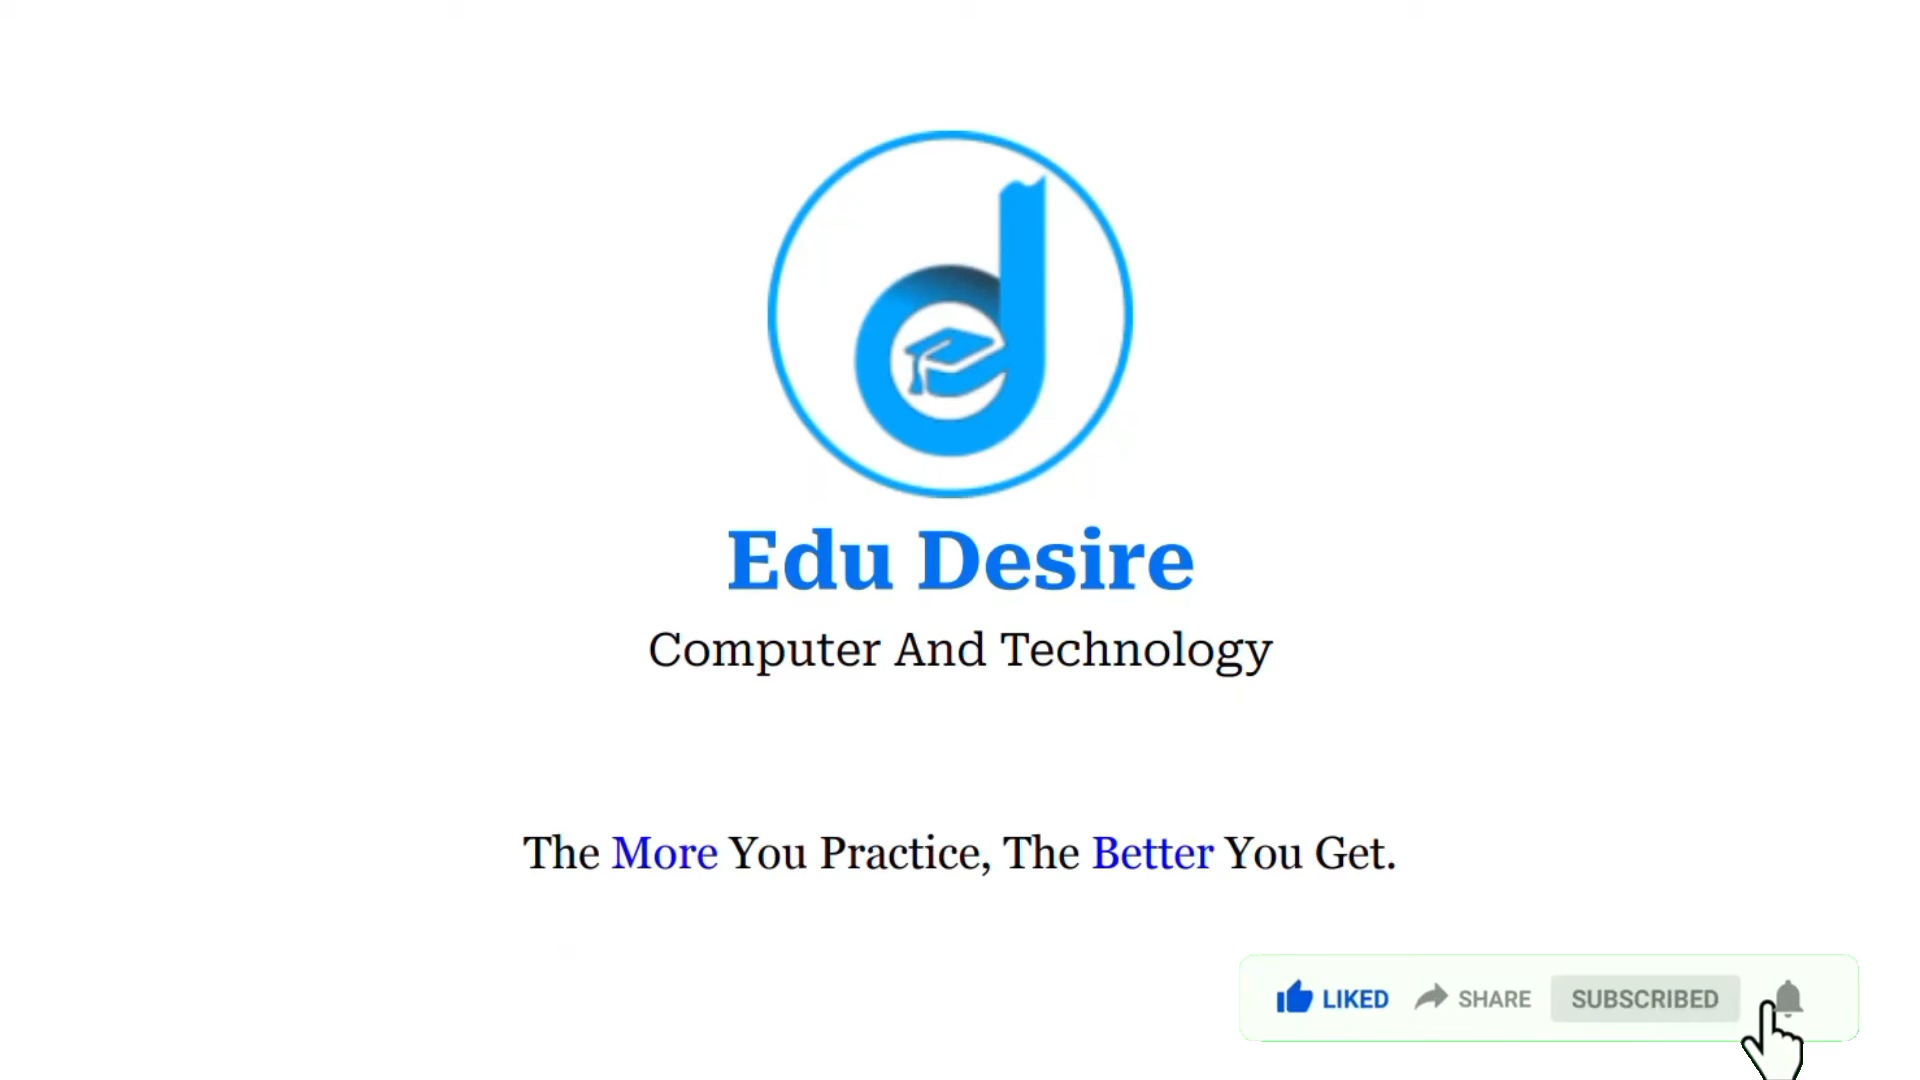 Edu Desire
Computer And Technology
The More You Practice, The Better You Get.
LIKED SHARE SUBSCRIBED